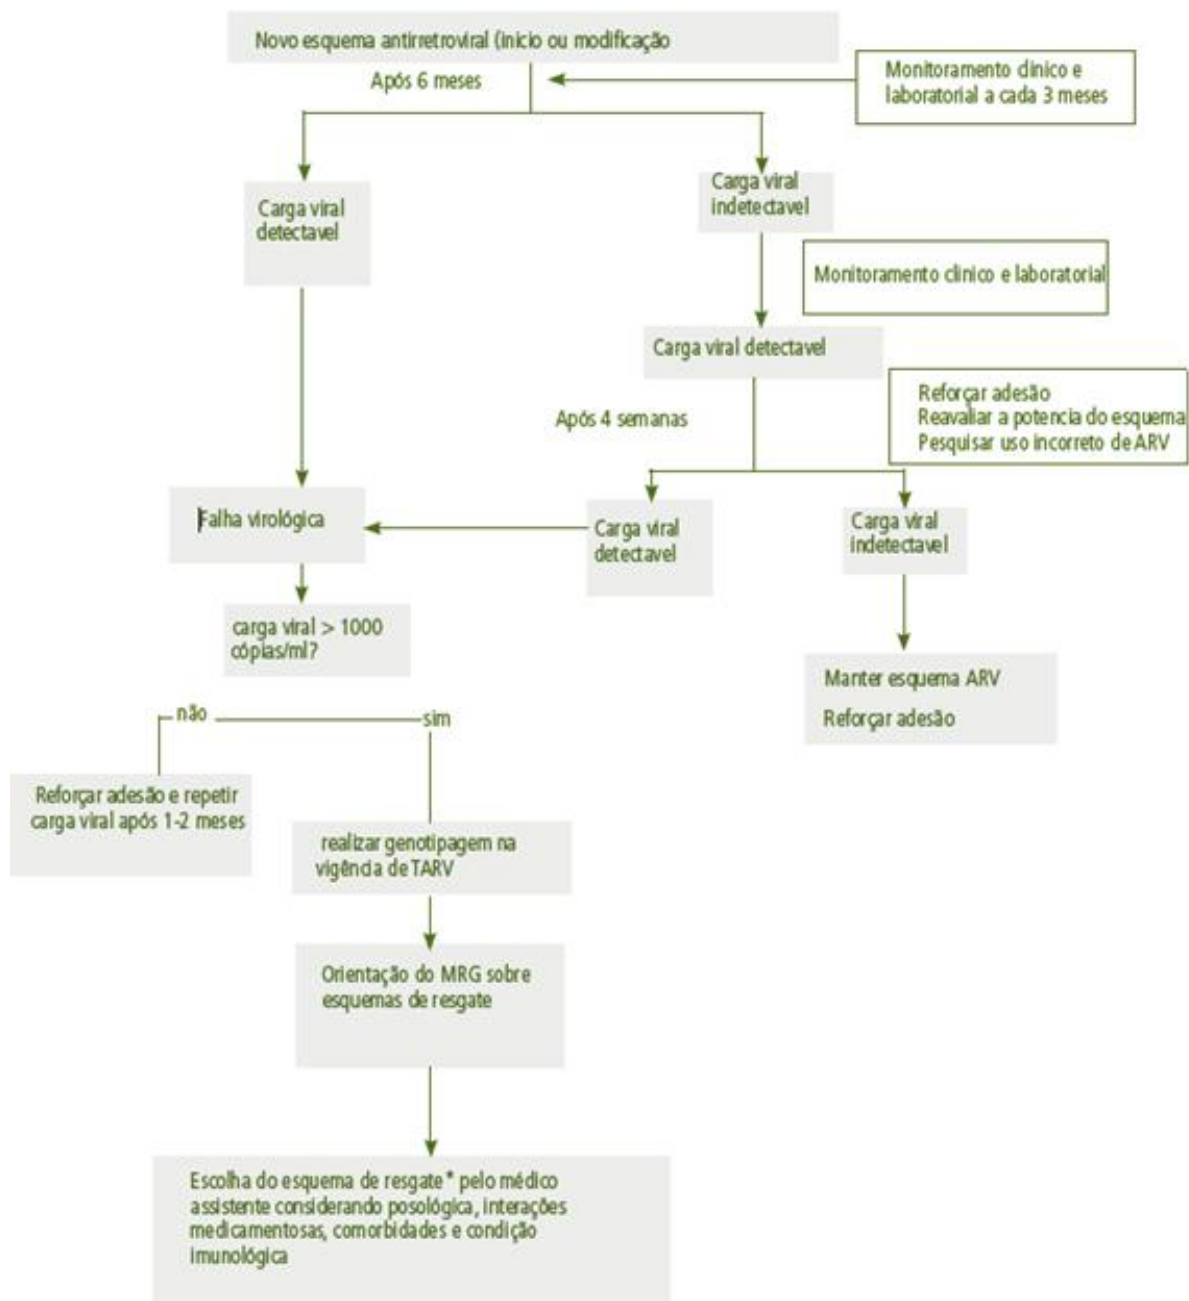 Novo esquema antirretroviral (inicio ou modificação
Após 6 meses
Monitoramento clinico e
laboratorial a cada 3 meses
Carga viral
detectavel
Carga viral
indetectavel
Monitoramento clinico e laboratorial
Carga viral detectavel
Após 4 semanas
Reforçar adesão
Reavaliar a potencia do esquema
Pesquisar uso incorreto de ARV
Falha virológica
Carga viral
detectavel
Carga viral
indetectavel
carga viral > 1000
cópias/ml?
Manter esquema ARV
Reforçar adesão
não
sim
Reforçar adesão e repetir
carga viral após 1-2 meses
realizar genotipagem na
vigência de TARV
Orientação do MRG sobre
esquemas de resgate
Escolha do esquema de resgate* pelo médico
assistente considerando posológica, interações
medicamentosas, comorbidades e condição
imunológica